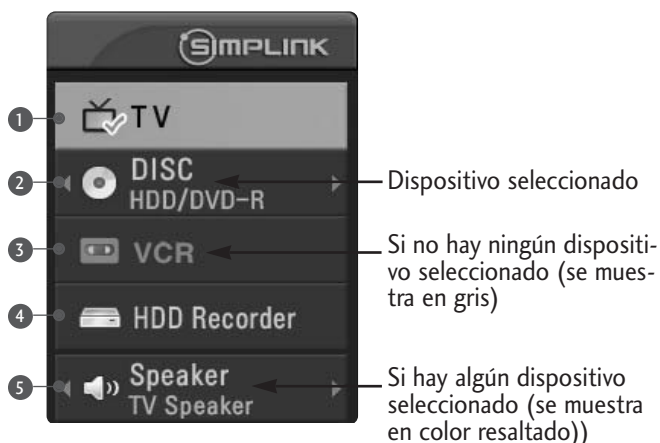 SIMPLINK
1 TV
2 DISC
HDD/DVD-R
Dispositivo seleccionado
3 VCR
Si no hay ningún dispositi-
vo seleccionado (se mues-
tra en gris)
4 HDD Recorder
5 Speaker
TV Speaker
Si hay algún dispositivo
seleccionado (se muestra
en color resaltado))